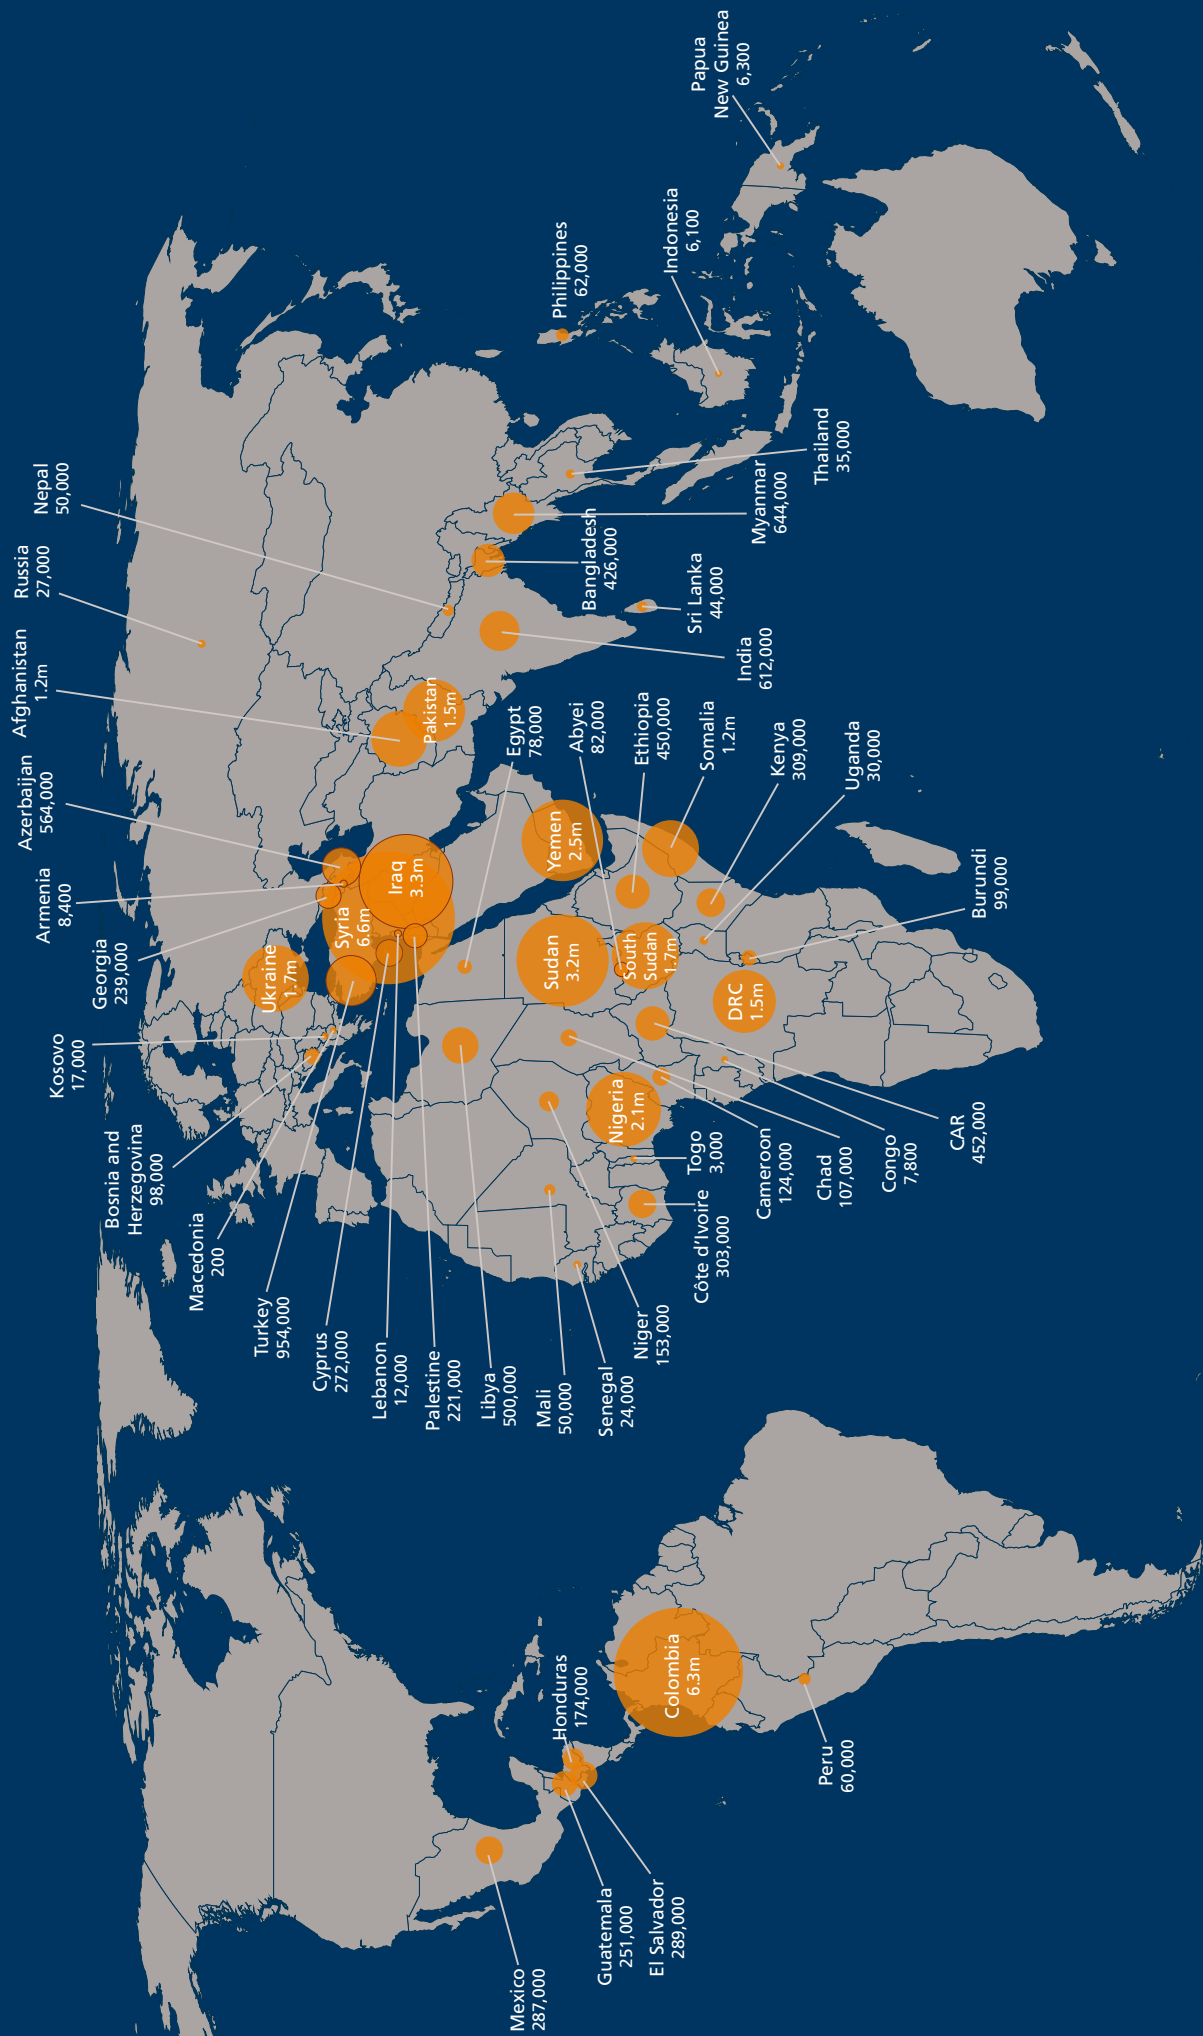 Mexico
287,000
Guatemala
251,000
El Salvador
289,000
Honduras
174,000
Colombia
6.3m
Peru
60,000
Kosovo
17,000
Bosnia and
Herzegovina
98,000
Macedonia
200
Turkey
954,000
Cyprus
272,000
Lebanon
12,000
Palestine
221,000
Libya
500,000
Mali
50,000
Senegal
24,000
Niger
153,000
Côte d'Ivoire
303,000
Togo
3,000
Cameroon
124,000
Chad
107,000
Congo
7,800
CAR
452,000
Nigeria
2.1m
DRC
1.5m
Burundi
99,000
Sudan
3.2m
South
Sudan
1.7m
Ukraine
1.7m
Syria
6.6m
Iraq
3.3m
Georgia
239,000
Armenia
8,400
Azerbaijan
564,000
Afghanistan
1.2m
Russia
27,000
Nepal
50,000
Yemen
2.5m
Egypt
78,000
Abyei
82,000
Ethiopia
450,000
Somalia
1.2m
Kenya
309,000
Uganda
30,000
Pakistan
1.5m
India
612,000
Sri Lanka
44,000
Bangladesh
426,000
Myanmar
644,000
Thailand
35,000
Philippines
62,000
Indonesia
6,100
Papua
New Guinea
6,300